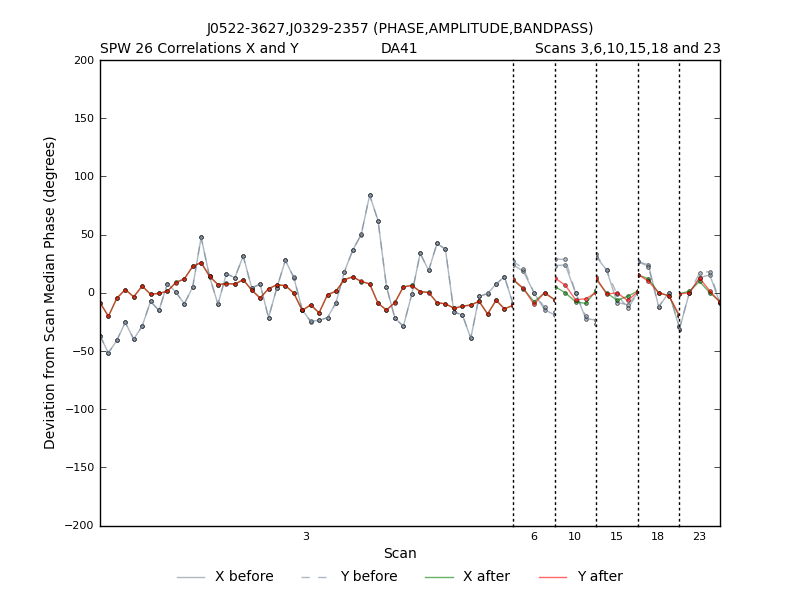 J0522-3627,J0329-2357 (PHASE,AMPLITUDE,BANDPASS)
SPW 26 Correlations X and Y DA41 Scans 3,6,10,15,18 and 23
200
150
100
50
0
−50
−100
−150
−200
Deviation from Scan Median Phase (degrees)
3 6 10 15 18 23
Scan
X before Y before X after Y after